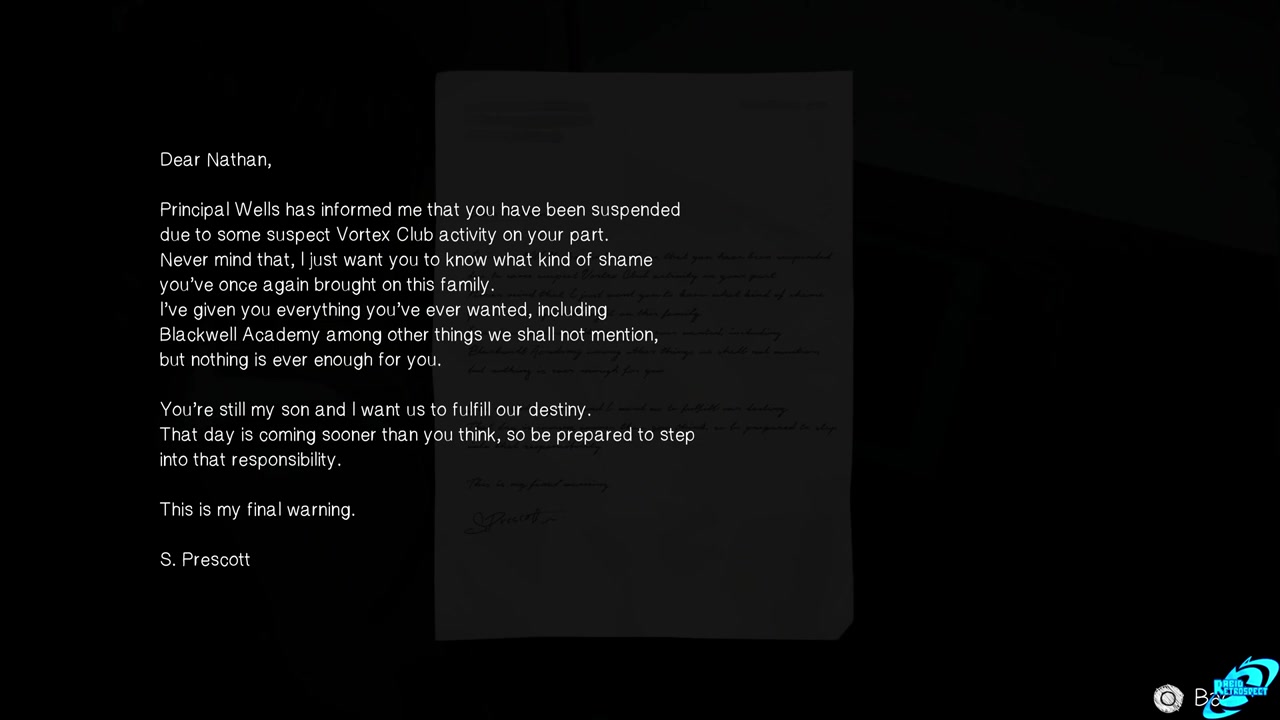 Dear Nathan,
Principal Wells has informed me that you have been suspended
due to some suspect Vortex Club activity on your part.
Never mind that, I just want you to know what kind of shame
you've once again brought on this family.
I've given you everything you've ever wanted, including
Blackwell Academy among other things we shall not mention,
but nothing is ever enough for you.
You're still my son and I want us to fulfill our destiny.
That day is coming sooner than you think, so be prepared to step
into that responsibility.
This is my final warning.
S. Prescott
RETROSPECT